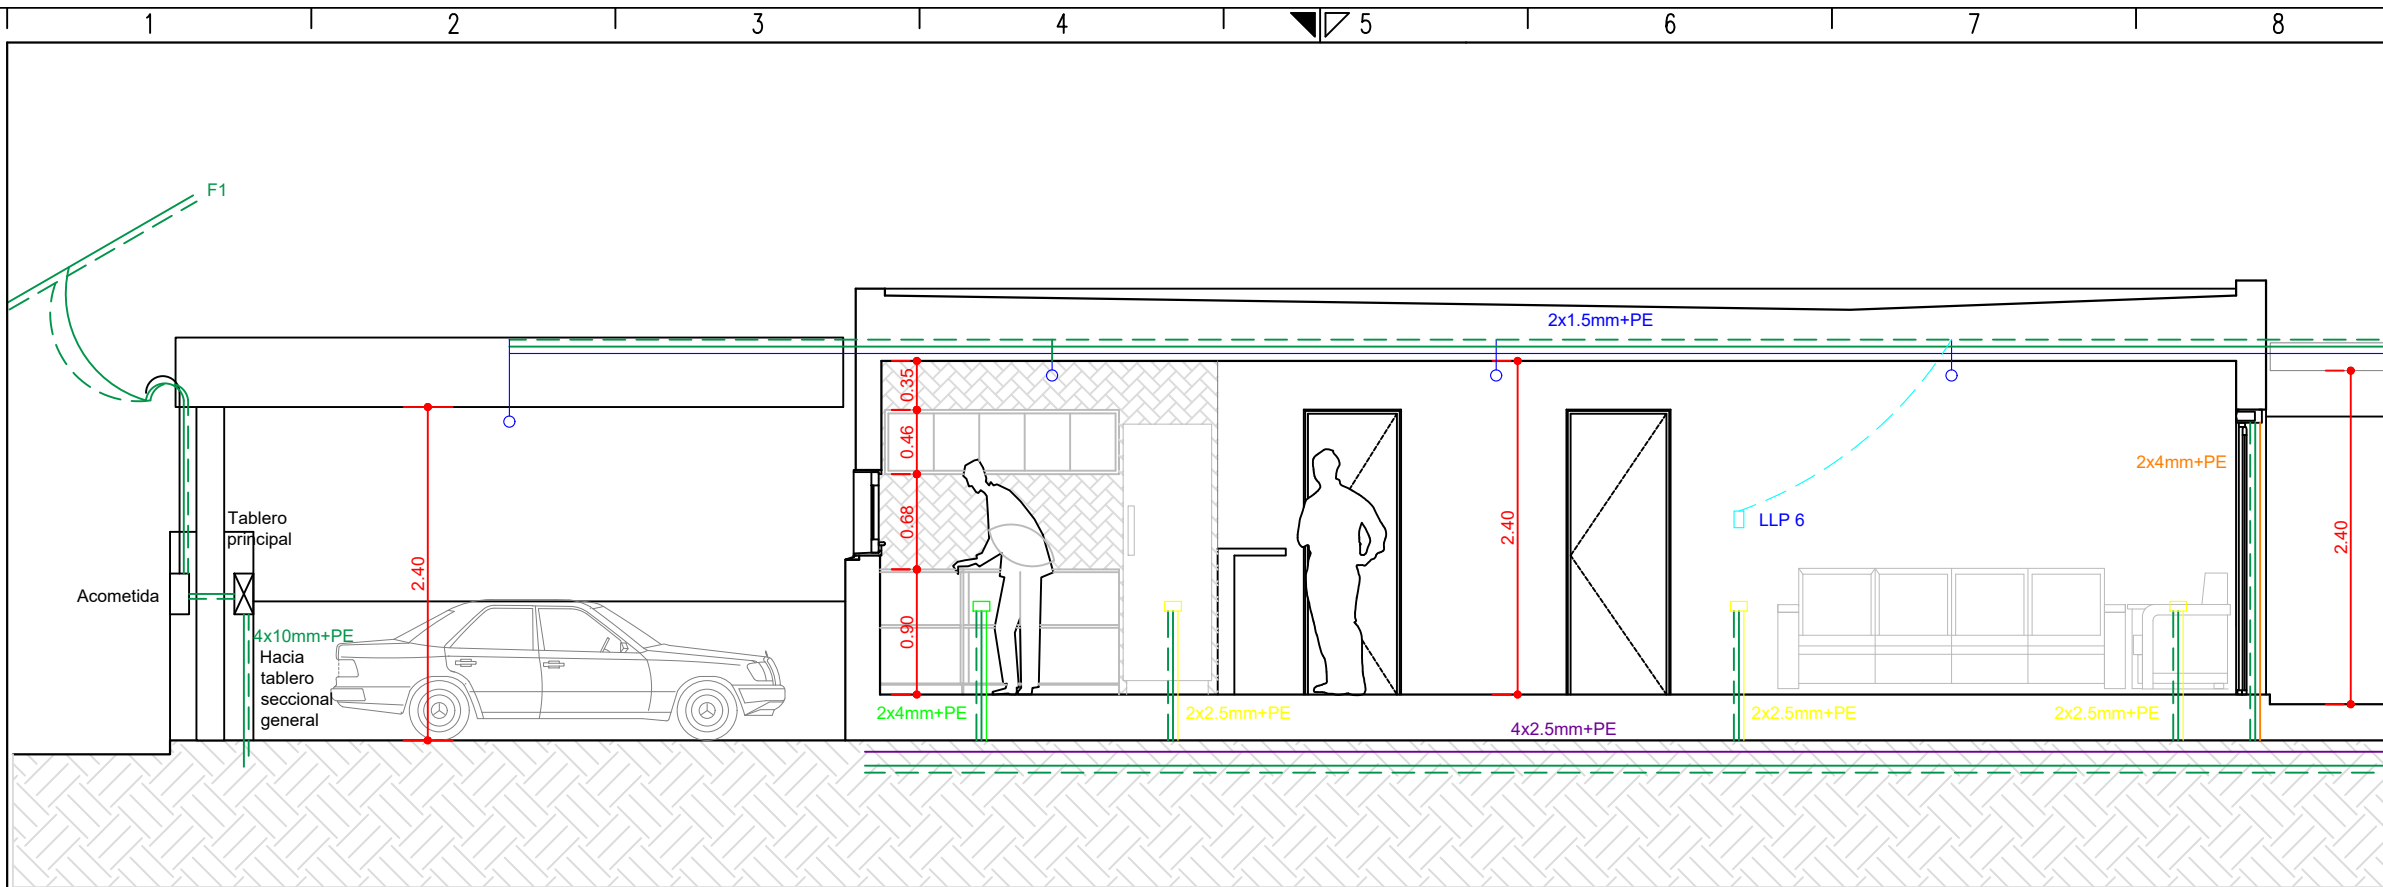 1 2 3 4 5 6 7 8
F1
2x1.5mm+PE
0.35
0.46
2x4mm+PE
Tablero
principal
0.68
2.40
LLP 6
2.40
2.40
Acometida
4x10mm+PE
Hacia
tablero
seccional
general
0.90
2x4mm+PE
2x2.5mm+PE
2x2.5mm+PE
2x2.5mm+PE
4x2.5mm+PE